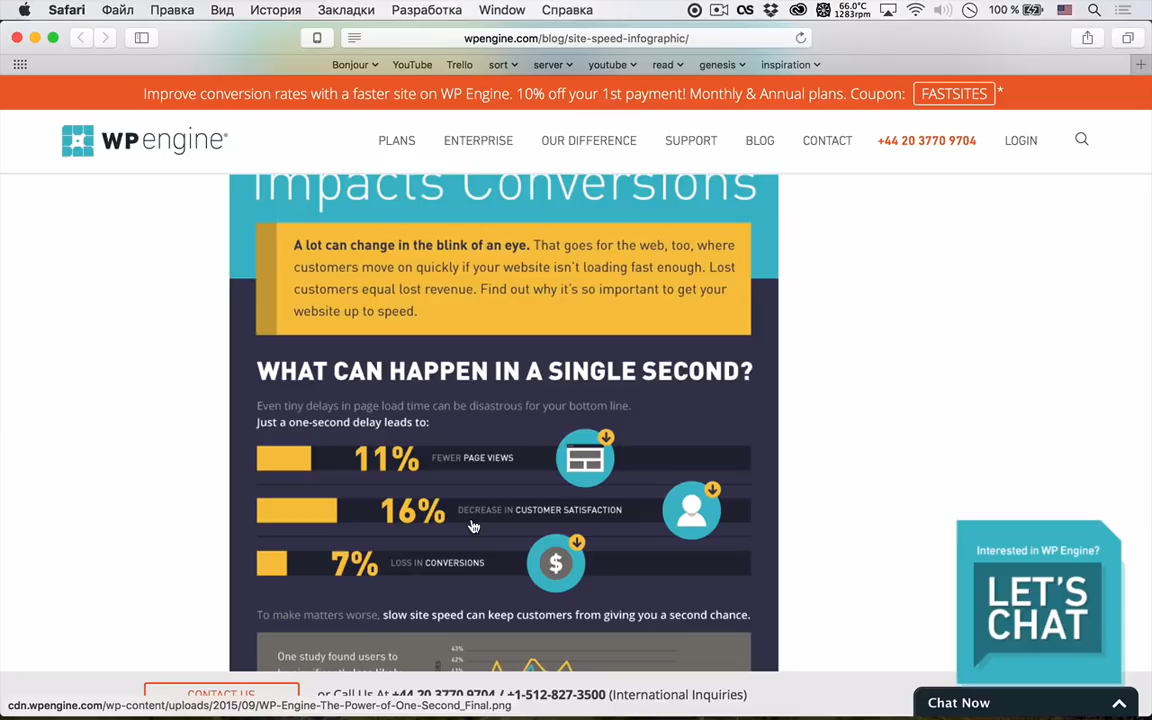 Safari Файл Правка Вид История Закладки Разработка Window Справка 66.0°C 1283rpm 100 %
wpengine.com/blog/site-speed-infographic/
Bonjour YouTube Trello sort server youtube read genesis inspiration
Improve conversion rates with a faster site on WP Engine. 10% off your 1st payment! Monthly & Annual plans. Coupon: FASTSITES *
WP engine® PLANS ENTERPRISE OUR DIFFERENCE SUPPORT BLOG CONTACT +44 20 3770 9704 LOGIN
Impacts Conversions
A lot can change in the blink of an eye. That goes for the web, too, where
customers move on quickly if your website isn't loading fast enough. Lost
customers equal lost revenue. Find out why it's so important to get your
website up to speed.
WHAT CAN HAPPEN IN A SINGLE SECOND?
Even tiny delays in page load time can be disastrous for your bottom line.
Just a one-second delay leads to:
11% FEWER PAGE VIEWS
16% DECREASE IN CUSTOMER SATISFACTION
7% LOSS IN CONVERSIONS
$
To make matters worse, slow site speed can keep customers from giving you a second chance.
One study found users to
43%
42%
Interested in WP Engine?
LET'S
CHAT
CONTACT US or Call Us At +44 20 3770 9704 / +1-512-827-3500 (International Inquiries)
Chat Now
cdn.wpengine.com/wp-content/uploads/2015/09/WP-Engine-The-Power-of-One-Second_Final.png